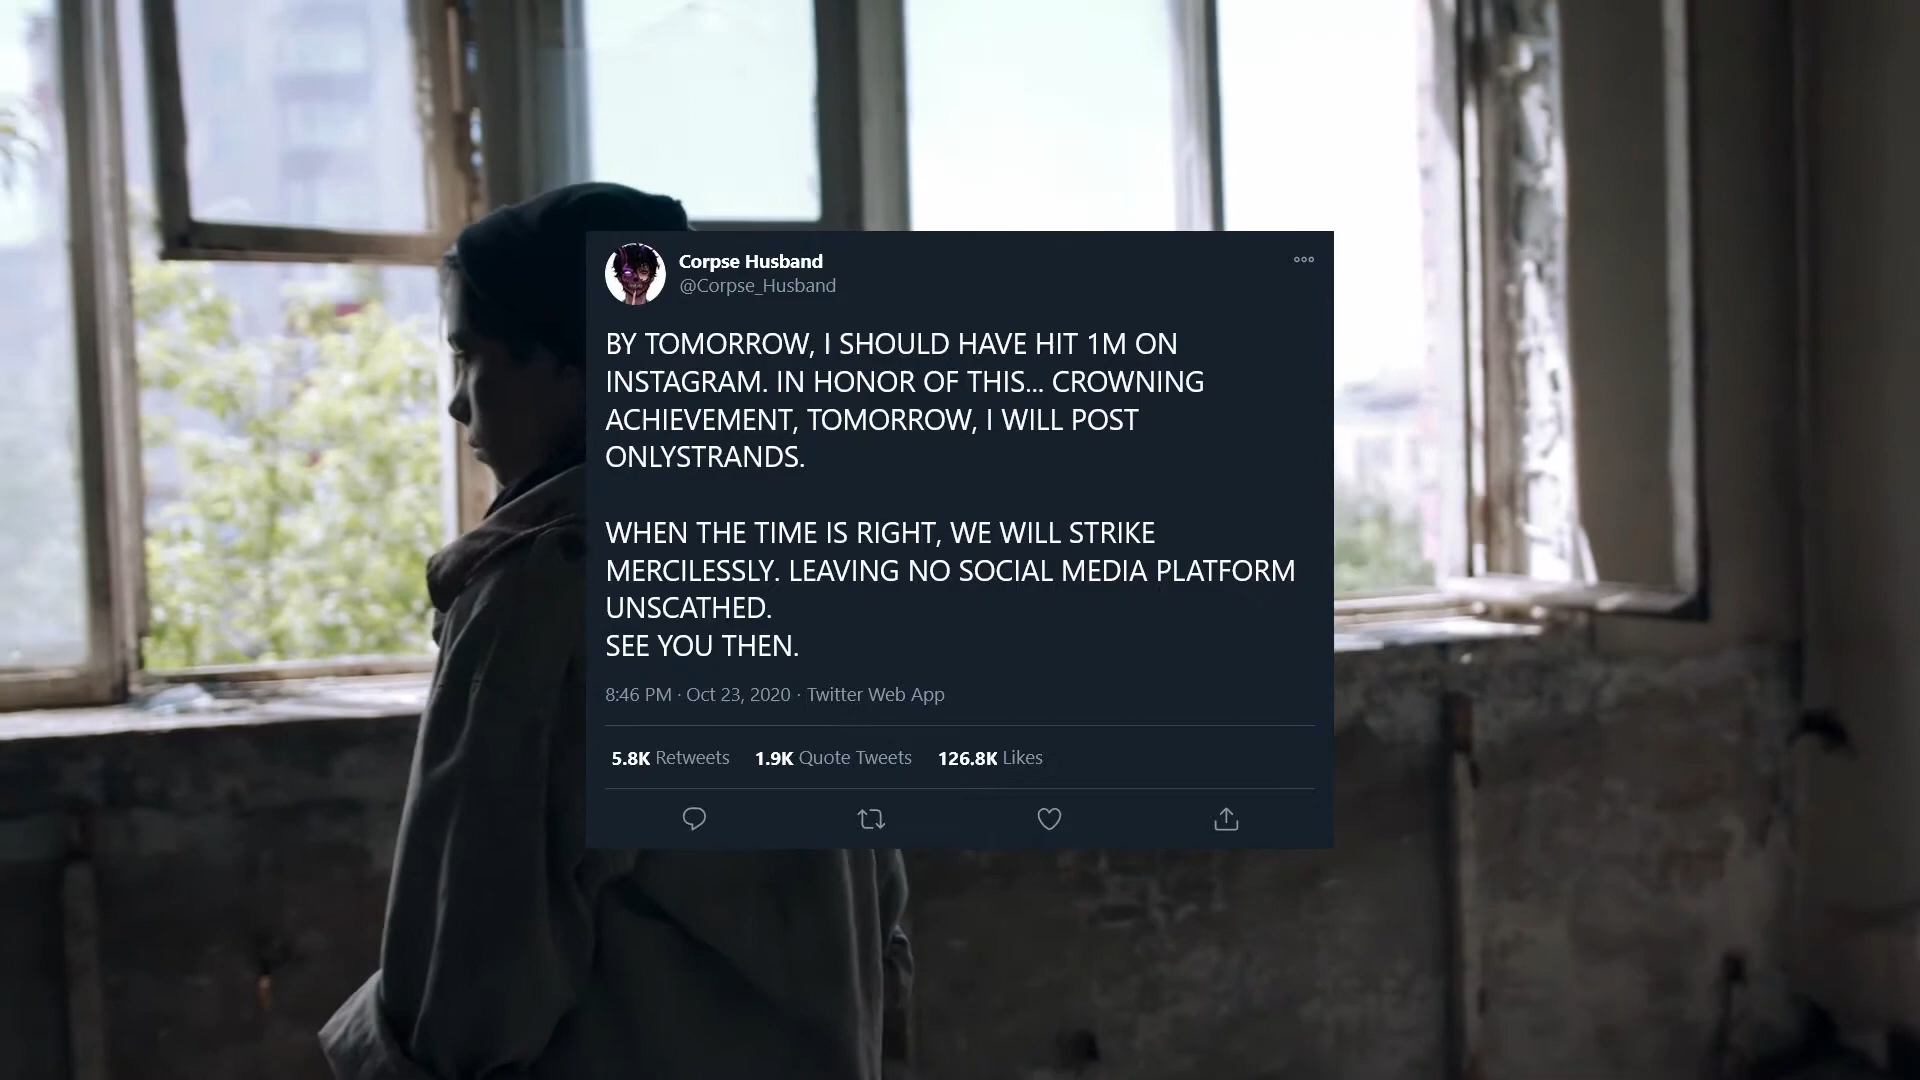 Corpse Husband
@Corpse_Husband
BY TOMORROW, I SHOULD HAVE HIT 1M ON
INSTAGRAM. IN HONOR OF THIS... CROWNING
ACHIEVEMENT, TOMORROW, I WILL POST
ONLYSTRANDS.
WHEN THE TIME IS RIGHT, WE WILL STRIKE
MERCILESSLY. LEAVING NO SOCIAL MEDIA PLATFORM
UNSCATHED.
SEE YOU THEN.
8:46 PM · Oct 23, 2020 · Twitter Web App
5.8K Retweets 1.9K Quote Tweets 126.8K Likes